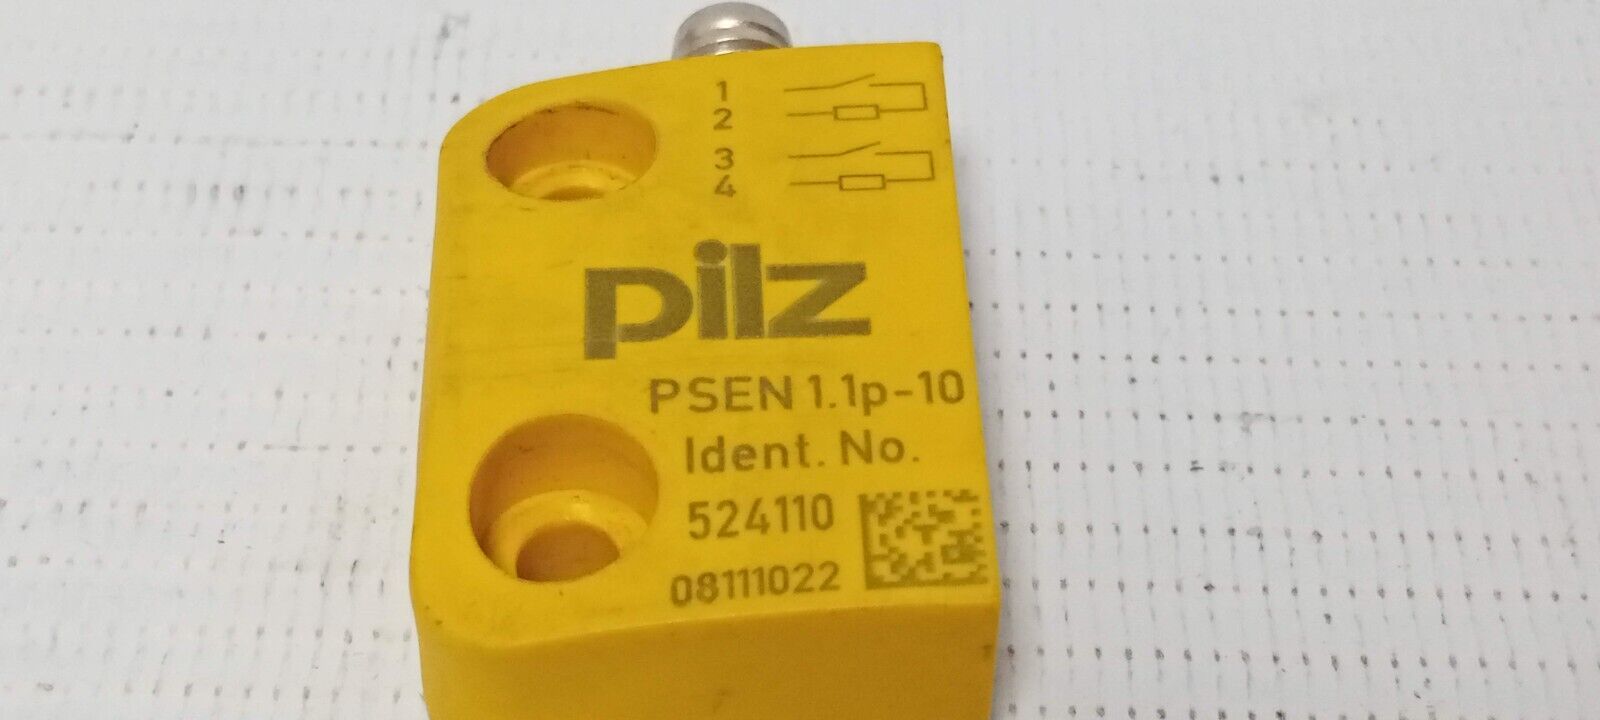 1
2
3
4
pilz
PSEN 1.1p-10
Ident. No.
524110
08111022